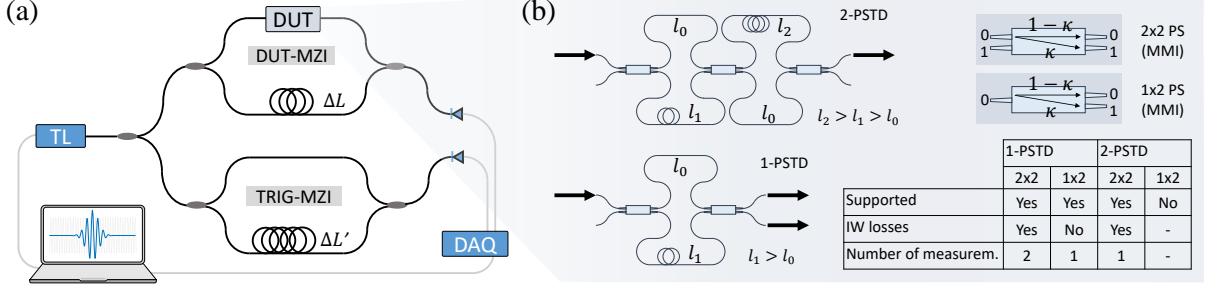 (a)
DUT
DUT-MZI
ΔL
TL
TRIG-MZI
ΔL'
DAQ
(b)
2-PSTD
l₀
l₂
l₁
l₀
l₂ > l₁ > l₀
1-PSTD
l₀
l₁
l₁ > l₀
1 − κ
0 0
1 1
κ
2x2 PS
(MMI)
1 − κ
0 0
1
κ
1x2 PS
(MMI)
1-PSTD 2-PSTD
2x2 1x2 2x2 1x2
Supported Yes Yes Yes No
IW losses Yes No Yes -
Number of measurem. 2 1 1 -